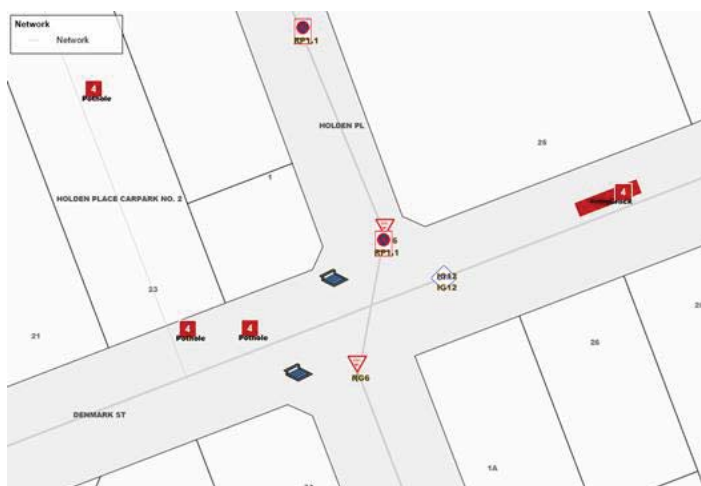 Network
Network
RP1.1
4
Pothole
HOLDEN PL
25
1
4
HOLDEN PLACE CARPARK NO. 2
6
RP1.1
IG12
23
4
4
21
Pothole
Pothole
26
RG6
DENMARK ST
1A